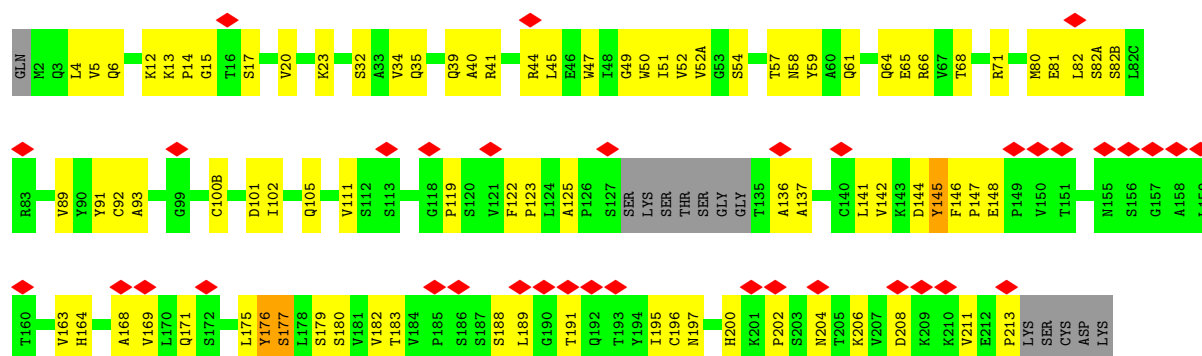 GLN M2 Q3 L4 V5 Q6 K12 K13 P14 G15 T16 S17 V20 K23 S32 A33 V34 Q35 Q39 A40 R41 R44 L45 E46 W47 I48 G49 W50 I51 V52 V52A G53 S54 T57 N58 Y59 A60 Q61 Q64 E65 R66 V67 T68 R71 M80 E81 L82 S82A S82B L82C
R83 V89 Y90 Y91 C92 A93 G99 C100B D101 I102 Q105 V111 S112 S113 G118 P119 S120 V121 F122 P123 L124 A125 P126 S127 SER LYS SER THR SER GLY GLY T135 A136 A137 C140 L141 V142 K143 D144 Y145 F146 P147 E148 P149 V150 T151 N155 S156 G157 A158
T160 V163 H164 A168 V169 L170 Q171 S172 L175 Y176 S177 L178 S179 S180 V181 V182 T183 V184 P185 S186 S187 S188 L189 G190 T191 Q192 T193 Y194 I195 C196 N197 H200 K201 P202 S203 N204 T205 K206 V207 D208 K209 K210 V211 E212 P213 LYS SER CYS ASP LYS